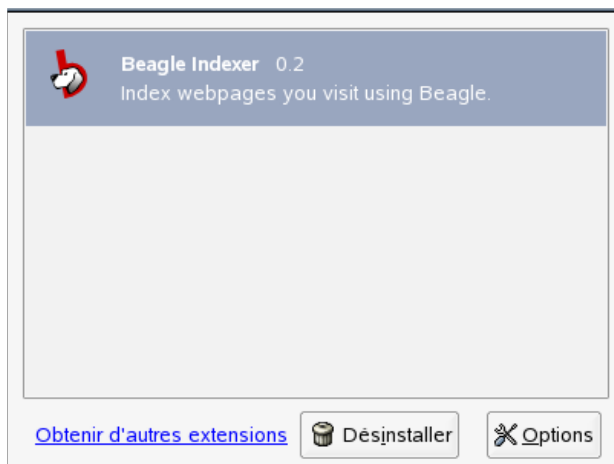 Beagle Indexer 0.2
Index webpages you visit using Beagle.
Obtenir d'autres extensions Désinstaller Options